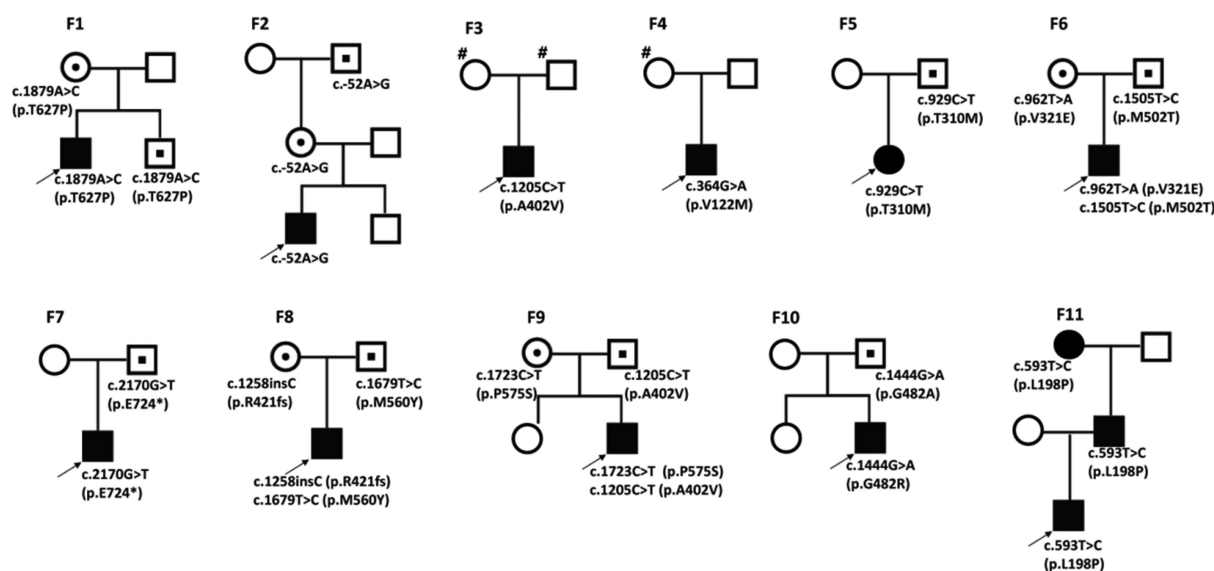 F1
c.1879A>C
(p.T627P)
c.1879A>C
(p.T627P)
c.1879A>C
(p.T627P)
F2
c.-52A>G
c.-52A>G
c.-52A>G
F3
# #
c.1205C>T
(p.A402V)
F4
#
c.364G>A
(p.V122M)
F5
c.929C>T
(p.T310M)
c.929C>T
(p.T310M)
F6
c.962T>A
(p.V321E)
c.1505T>C
(p.M502T)
c.962T>A (p.V321E)
c.1505T>C (p.M502T)
F7
c.2170G>T
(p.E724*)
c.2170G>T
(p.E724*)
F8
c.1258insC
(p.R421fs)
c.1679T>C
(p.M560Y)
c.1258insC (p.R421fs)
c.1679T>C (p.M560Y)
F9
c.1723C>T
(p.P575S)
c.1205C>T
(p.A402V)
c.1723C>T (p.P575S)
c.1205C>T (p.A402V)
F10
c.1444G>A
(p.G482A)
c.1444G>A
(p.G482R)
F11
c.593T>C
(p.L198P)
c.593T>C
(p.L198P)
c.593T>C
(p.L198P)